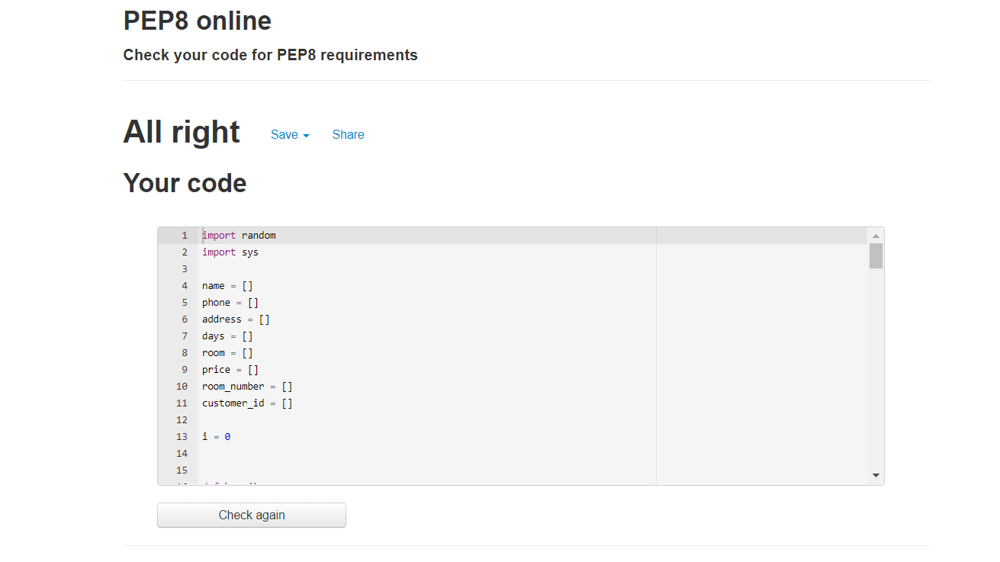 PEP8 online
Check your code for PEP8 requirements
All right Save Share
Your code
1 import random
2 import sys
3
4 name = []
5 phone = []
6 address = []
7 days = []
8 room = []
9 price = []
10 room_number = []
11 customer_id = []
12
13 i = 0
14
15
Check again